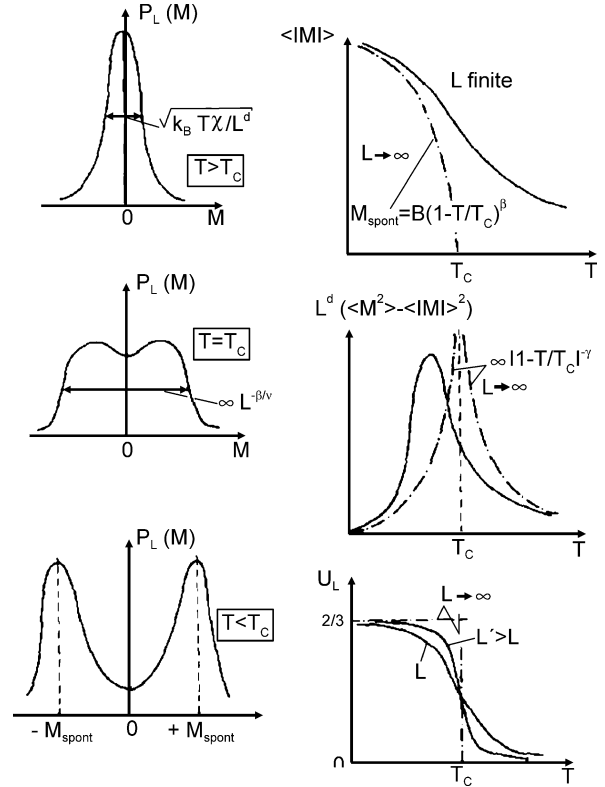 P_L (M)
√k_B Tχ/L^d
T>T_C
0
M
<IMI>
L finite
L→∞
M_spont=B(1-T/T_C)^β
T_C
T
P_L (M)
T=T_C
∞ L^-β/ν
0
M
L^d (<M^2>-<IMI>^2)
∞ I1-T/T_CI^-γ
L→∞
T_C
T
P_L (M)
T<T_C
- M_spont
0
+ M_spont
U_L
2/3
L→∞
L´>L
L
0
T_C
T